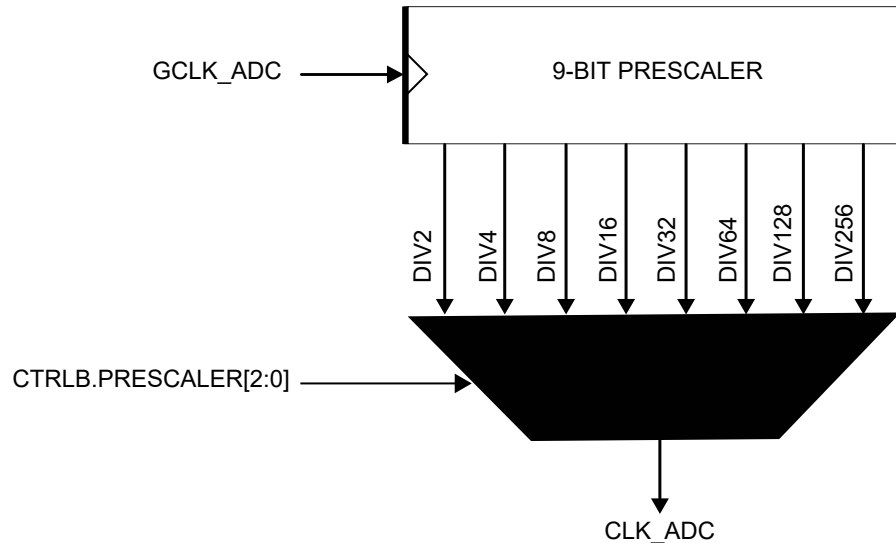 GCLK_ADC
9-BIT PRESCALER
DIV2
DIV4
DIV8
DIV16
DIV32
DIV64
DIV128
DIV256
CTRLB.PRESCALER[2:0]
CLK_ADC